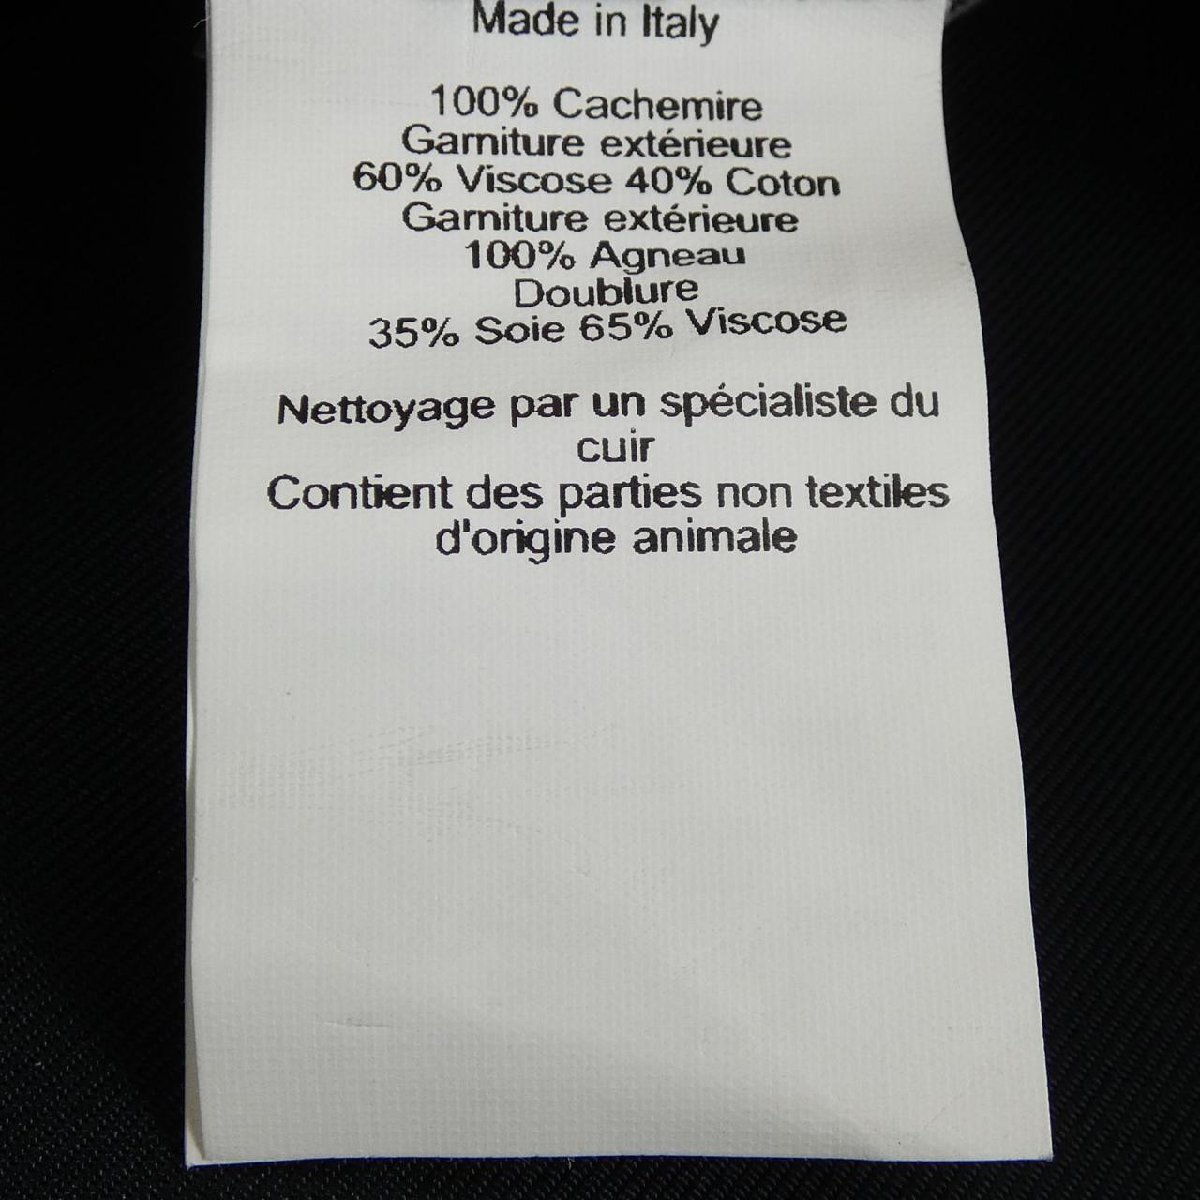 Made in Italy
100% Cachemire
Garniture extérieure
60% Viscose 40% Coton
Garniture extérieure
100% Agneau
Doublure
35% Soie 65% Viscose
Nettoyage par un spécialiste du
cuir
Contient des parties non textiles
d'origine animale